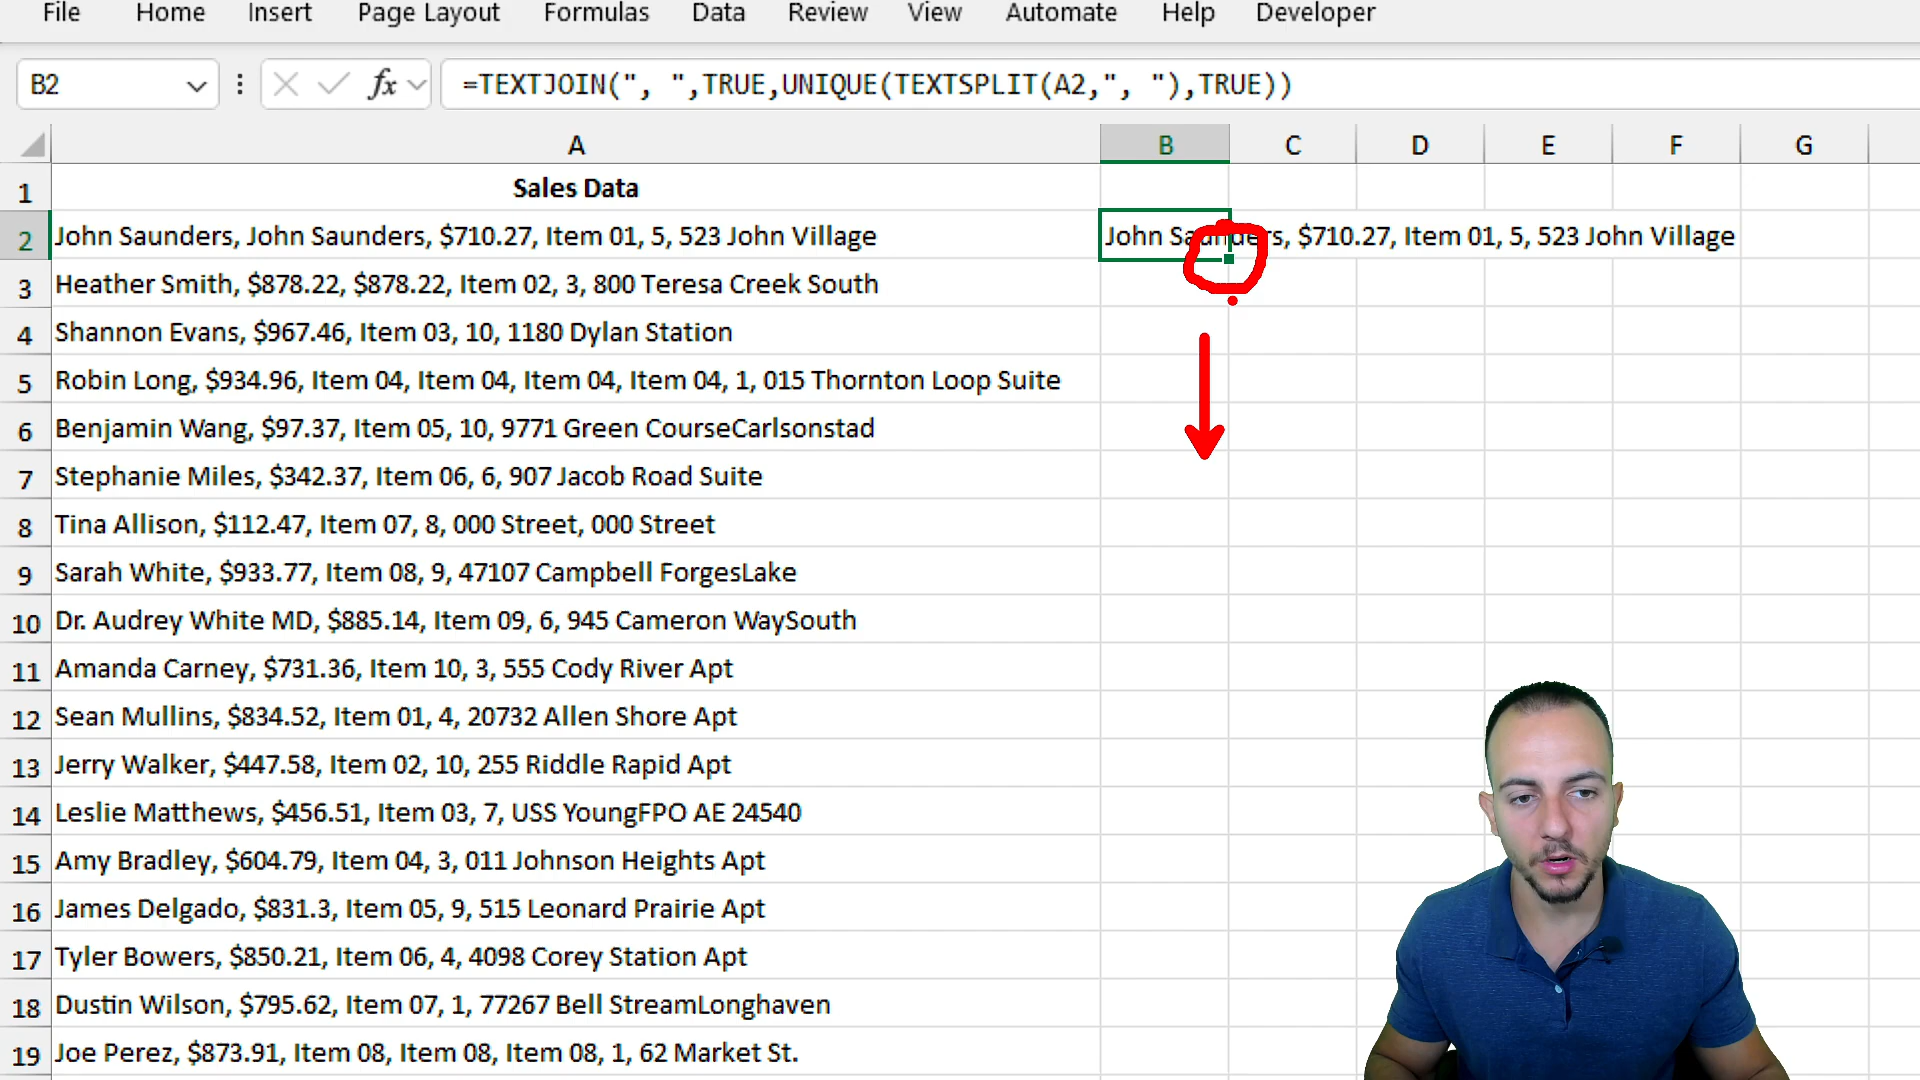 File Home Insert Page Layout Formulas Data Review View Automate Help Developer
B2 fx =TEXTJOIN(", ",TRUE,UNIQUE(TEXTSPLIT(A2,", "),TRUE))
A B C D E F G
1 Sales Data
2 John Saunders, John Saunders, $710.27, Item 01, 5, 523 John Village John Saunders, $710.27, Item 01, 5, 523 John Village
3 Heather Smith, $878.22, $878.22, Item 02, 3, 800 Teresa Creek South
4 Shannon Evans, $967.46, Item 03, 10, 1180 Dylan Station
5 Robin Long, $934.96, Item 04, Item 04, Item 04, Item 04, 1, 015 Thornton Loop Suite
6 Benjamin Wang, $97.37, Item 05, 10, 9771 Green CourseCarlsonstad
7 Stephanie Miles, $342.37, Item 06, 6, 907 Jacob Road Suite
8 Tina Allison, $112.47, Item 07, 8, 000 Street, 000 Street
9 Sarah White, $933.77, Item 08, 9, 47107 Campbell ForgesLake
10 Dr. Audrey White MD, $885.14, Item 09, 6, 945 Cameron WaySouth
11 Amanda Carney, $731.36, Item 10, 3, 555 Cody River Apt
12 Sean Mullins, $834.52, Item 01, 4, 20732 Allen Shore Apt
13 Jerry Walker, $447.58, Item 02, 10, 255 Riddle Rapid Apt
14 Leslie Matthews, $456.51, Item 03, 7, USS YoungFPO AE 24540
15 Amy Bradley, $604.79, Item 04, 3, 011 Johnson Heights Apt
16 James Delgado, $831.3, Item 05, 9, 515 Leonard Prairie Apt
17 Tyler Bowers, $850.21, Item 06, 4, 4098 Corey Station Apt
18 Dustin Wilson, $795.62, Item 07, 1, 77267 Bell StreamLonghaven
19 Joe Perez, $873.91, Item 08, Item 08, Item 08, 1, 62 Market St.